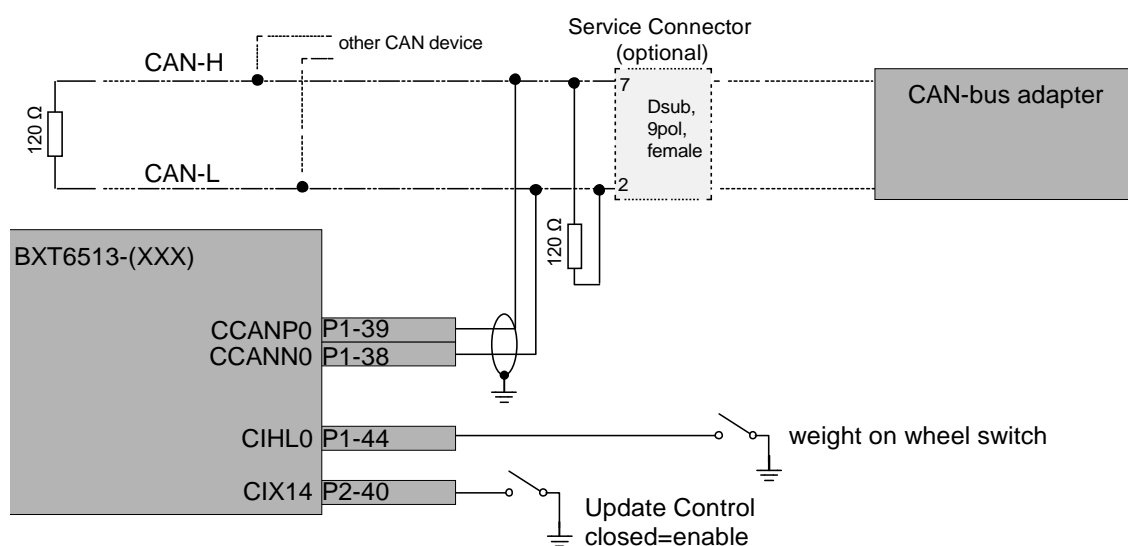 Service Connector
(optional)
other CAN device
CAN-H
7
CAN-bus adapter
Dsub,
9pol,
female
120 Ω
CAN-L
2
120 Ω
BXT6513-(XXX)
CCANP0 P1-39
CCANN0 P1-38
CIHL0 P1-44
weight on wheel switch
CIX14 P2-40
Update Control
closed=enable